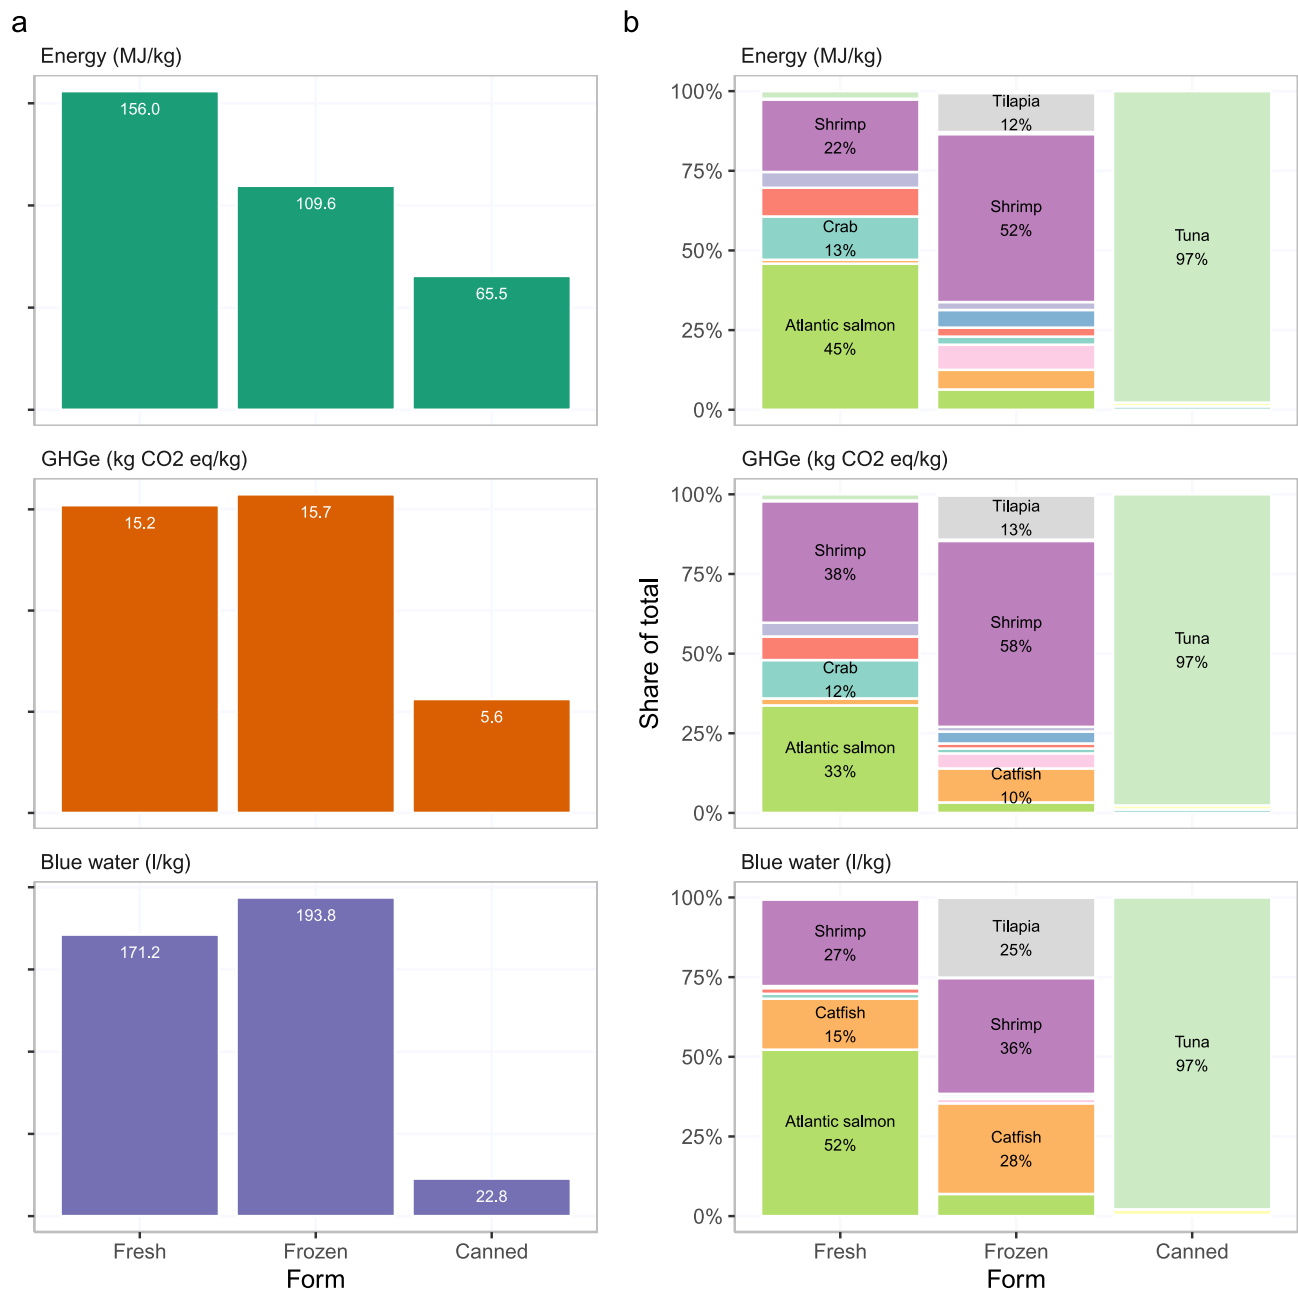 a
Energy (MJ/kg)
156.0
109.6
65.5
GHGe (kg CO2 eq/kg)
15.2
15.7
5.6
Blue water (l/kg)
171.2
193.8
22.8
Fresh
Frozen
Canned
Form
b
Share of total
Energy (MJ/kg)
100%
75%
50%
25%
0%
Shrimp
22%
Crab
13%
Atlantic salmon
45%
Tilapia
12%
Shrimp
52%
Tuna
97%
GHGe (kg CO2 eq/kg)
100%
75%
50%
25%
0%
Shrimp
38%
Crab
12%
Atlantic salmon
33%
Tilapia
13%
Shrimp
58%
Catfish
10%
Tuna
97%
Blue water (l/kg)
100%
75%
50%
25%
0%
Shrimp
27%
Catfish
15%
Atlantic salmon
52%
Tilapia
25%
Shrimp
36%
Catfish
28%
Tuna
97%
Fresh
Frozen
Canned
Form